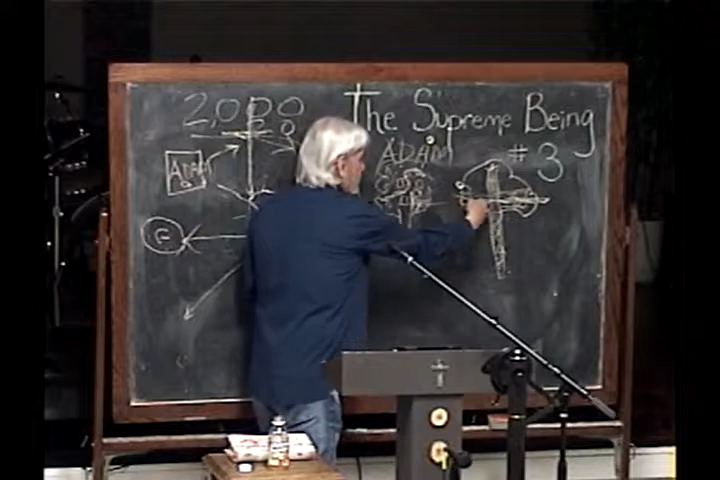 2,000
The Supreme Being
ADAM
# 3
ADAM
F